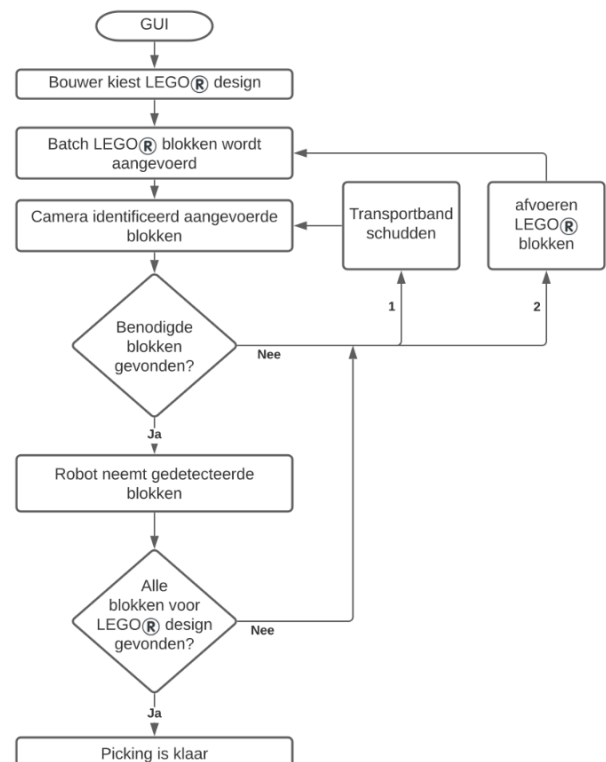 GUI
Bouwer kiest LEGO® design
Batch LEGO® blokken wordt
aangevoerd
Camera identificeerd aangevoerde
blokken
Transportband
schudden
afvoeren
LEGO®
blokken
1
2
Benodigde
blokken
gevonden?
Nee
Ja
Robot neemt gedetecteerde
blokken
Alle
blokken voor
LEGO® design
gevonden?
Nee
Ja
Picking is klaar